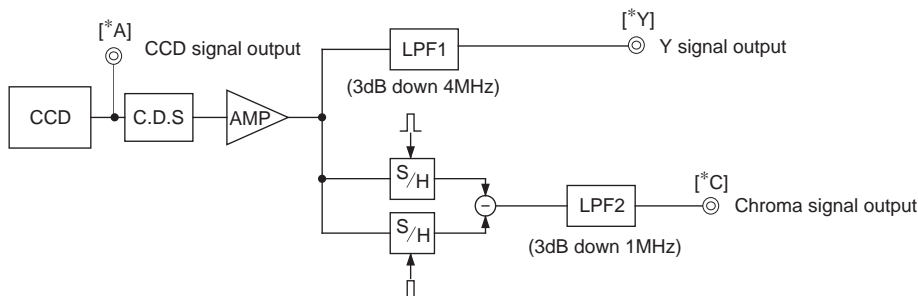 [*A]
CCD signal output
[*Y]
Y signal output
LPF1
(3dB down 4MHz)
CCD
C.D.S
AMP
S/H
S/H
−
LPF2
(3dB down 1MHz)
[*C]
Chroma signal output